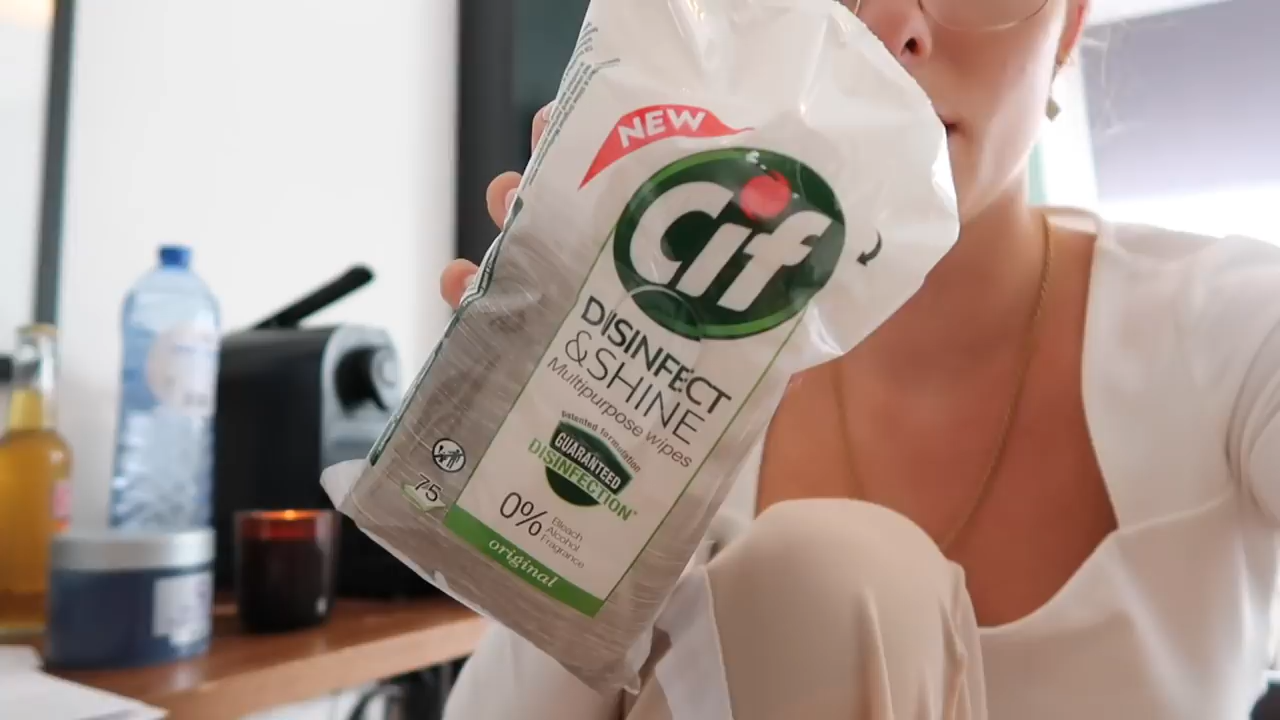 NEW
Cif
DISINFECT
& SHINE
Multipurpose wipes
patented formulation
GUARANTEED
DISINFECTION*
75
0%
Bleach
Alcohol
Fragrance
original